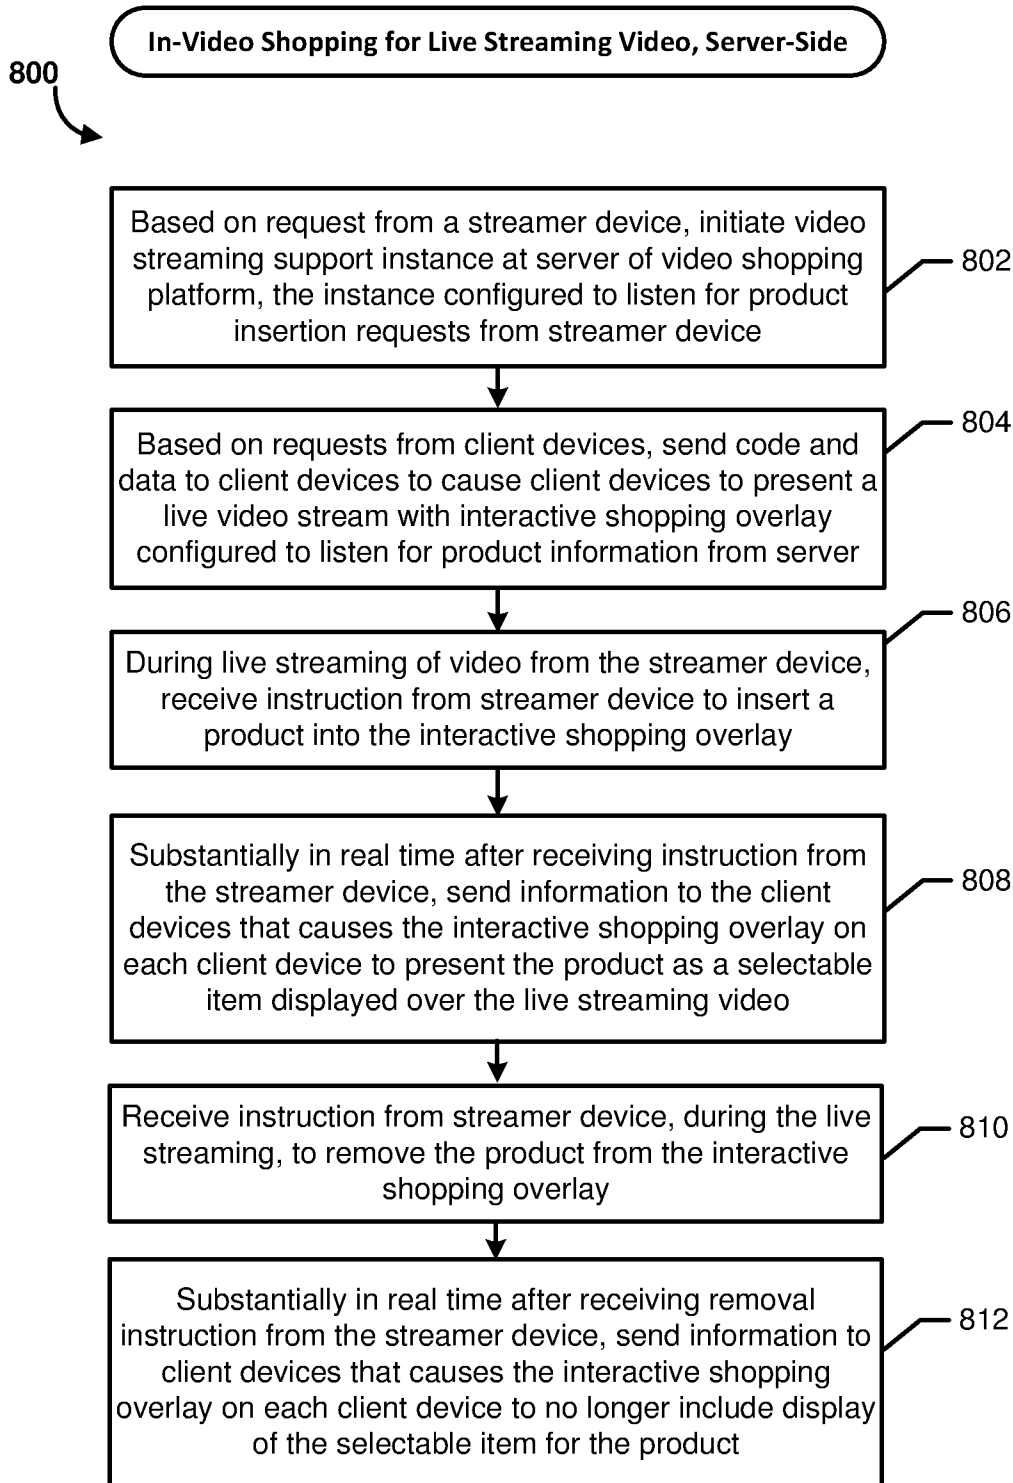 In-Video Shopping for Live Streaming Video, Server-Side
800
Based on request from a streamer device, initiate video
streaming support instance at server of video shopping
platform, the instance configured to listen for product
insertion requests from streamer device
802
Based on requests from client devices, send code and
data to client devices to cause client devices to present a
live video stream with interactive shopping overlay
configured to listen for product information from server
804
During live streaming of video from the streamer device,
receive instruction from streamer device to insert a
product into the interactive shopping overlay
806
Substantially in real time after receiving instruction from
the streamer device, send information to the client
devices that causes the interactive shopping overlay on
each client device to present the product as a selectable
item displayed over the live streaming video
808
Receive instruction from streamer device, during the live
streaming, to remove the product from the interactive
shopping overlay
810
Substantially in real time after receiving removal
instruction from the streamer device, send information to
client devices that causes the interactive shopping
overlay on each client device to no longer include display
of the selectable item for the product
812